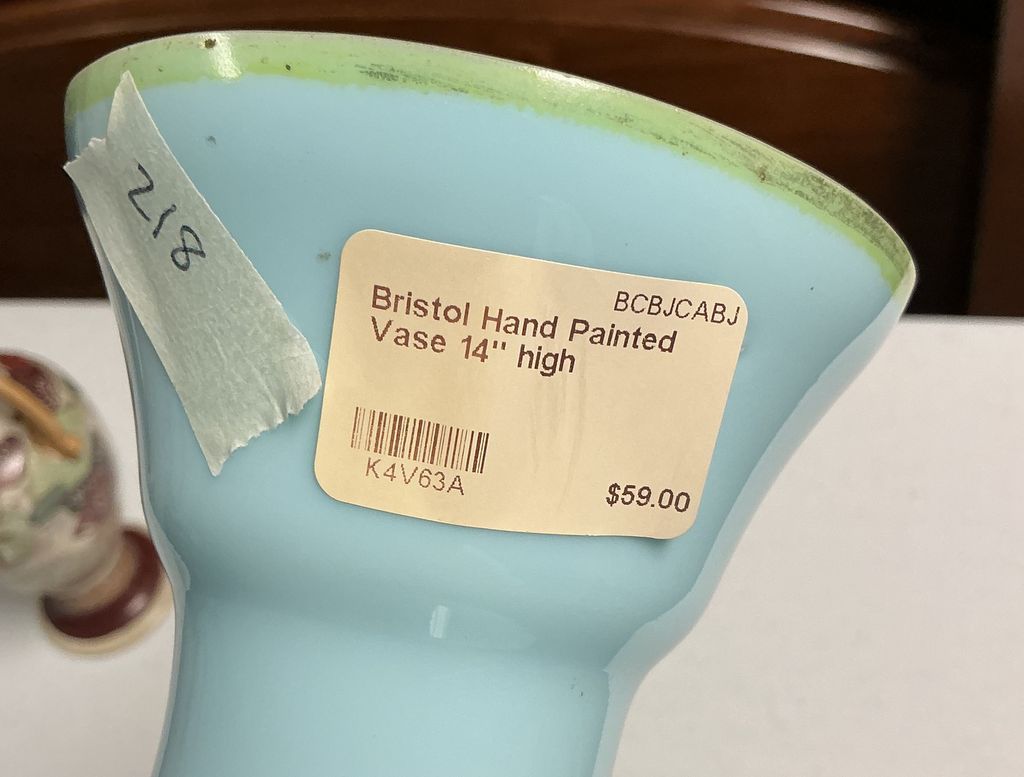 218
BCBJCABJ
Bristol Hand Painted
Vase 14" high
K4V63A
$59.00